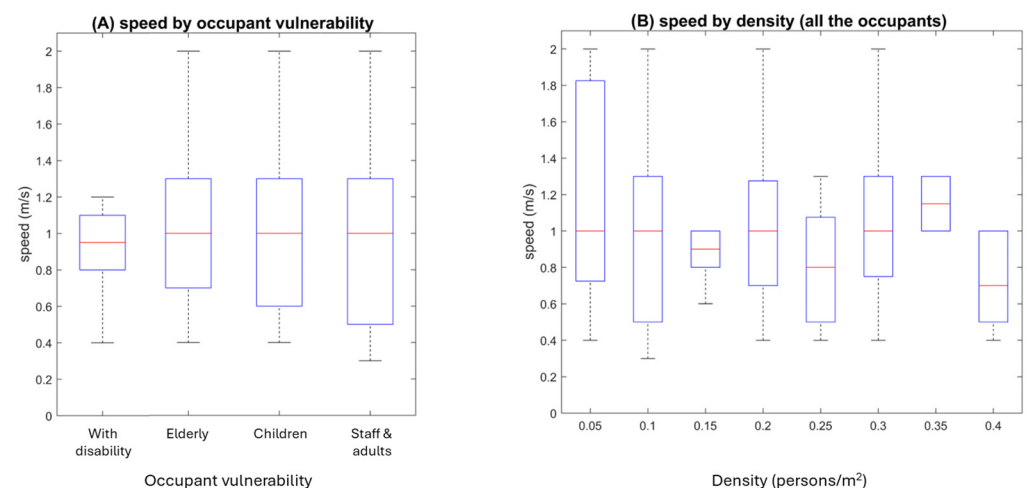 (A) speed by occupant vulnerability
2
1.8
1.6
1.4
1.2
1
0.8
0.6
0.4
0.2
0
speed (m/s)
With disability
Elderly
Children
Staff & adults
Occupant vulnerability
(B) speed by density (all the occupants)
2
1.8
1.6
1.4
1.2
1
0.8
0.6
0.4
0.2
0
speed (m/s)
0.05 0.1 0.15 0.2 0.25 0.3 0.35 0.4
Density (persons/m²)